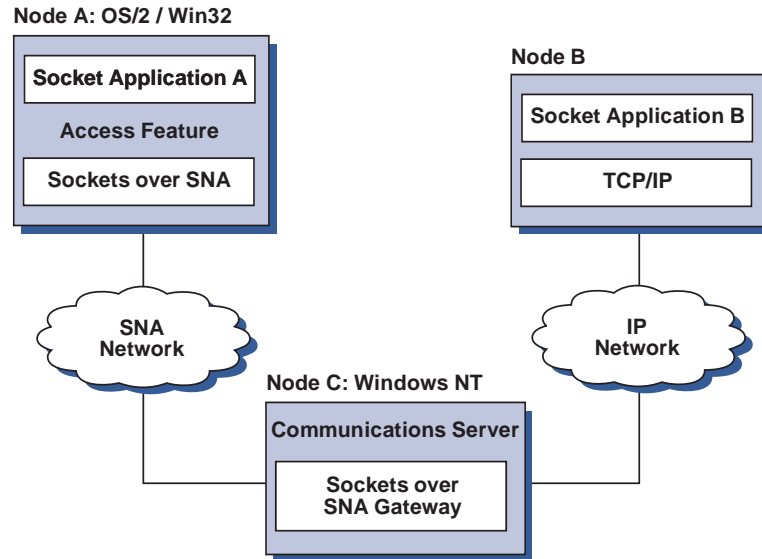 Node A: OS/2 / Win32
Socket Application A
Access Feature
Sockets over SNA
Node B
Socket Application B
TCP/IP
SNA
Network
IP
Network
Node C: Windows NT
Communications Server
Sockets over
SNA Gateway